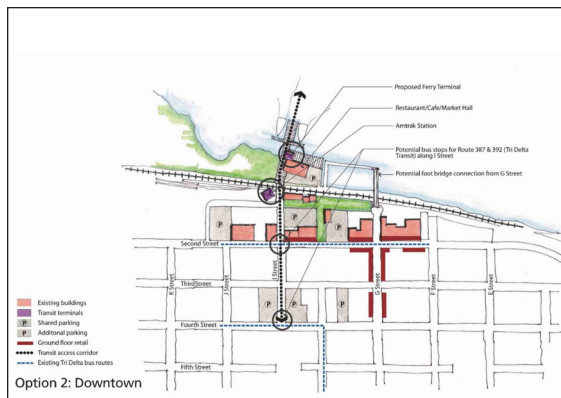 Proposed Ferry Terminal
Restaurant/Cafe/Market Hall
Amtrak Station
Potential bus stops for Route 387 & 392 (Tri Delta
Transit) along I Street
Potential foot bridge connection from G Street
P
P
P
P
Second Street
K Street
J Street
I Street
G Street
F Street
E Street
ThirdStreet
P
P
P
Fourth Street
Fifth Street
Existing buildings
Transit terminals
P Shared parking
P Additonal parking
Ground floor retail
Transit access corridor
Existing Tri Delta bus routes
Option 2: Downtown